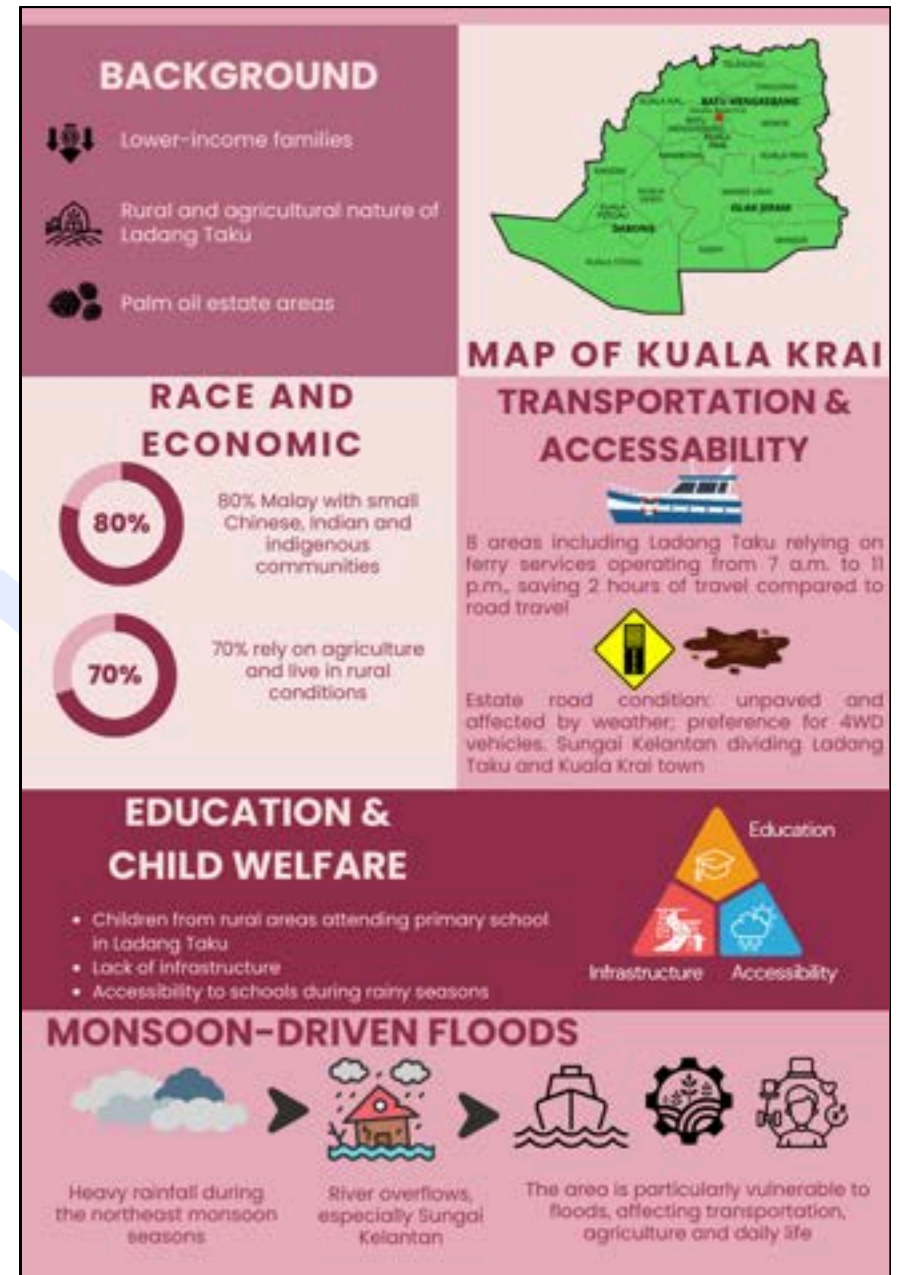 BACKGROUND
Lower-income families
Rural and agricultural nature of
Ladang Taku
Palm oil estate areas
BATU MENGKEBANG
OLAK JERAM
DABONG
MAP OF KUALA KRAI
RACE AND
ECONOMIC
80%
80% Malay with small
Chinese, Indian and
indigenous
communities
70%
70% rely on agriculture
and live in rural
conditions
TRANSPORTATION &
ACCESSABILITY
8 areas including Ladang Taku relying on
ferry services operating from 7 a.m. to 11
p.m., saving 2 hours of travel compared to
road travel
Estate road condition: unpaved and
affected by weather; preference for 4WD
vehicles. Sungai Kelantan dividing Ladang
Taku and Kuala Krai town
EDUCATION &
CHILD WELFARE
• Children from rural areas attending primary school
in Ladang Taku
• Lack of infrastructure
• Accessibility to schools during rainy seasons
Education
Infrastructure Accessibility
MONSOON-DRIVEN FLOODS
Heavy rainfall during
the northeast monsoon
seasons
River overflows,
especially Sungai
Kelantan
The area is particularly vulnerable to
floods, affecting transportation,
agriculture and daily life